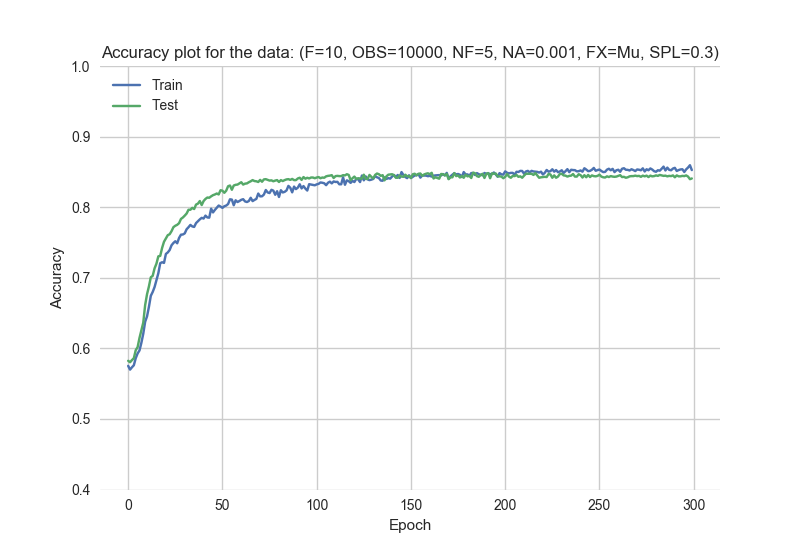 Accuracy plot for the data: (F=10, OBS=10000, NF=5, NA=0.001, FX=Mu, SPL=0.3)
1.0
Train
Test
0.9
0.8
0.7
Accuracy
0.6
0.5
0.4
0 50 100 150 200 250 300
Epoch